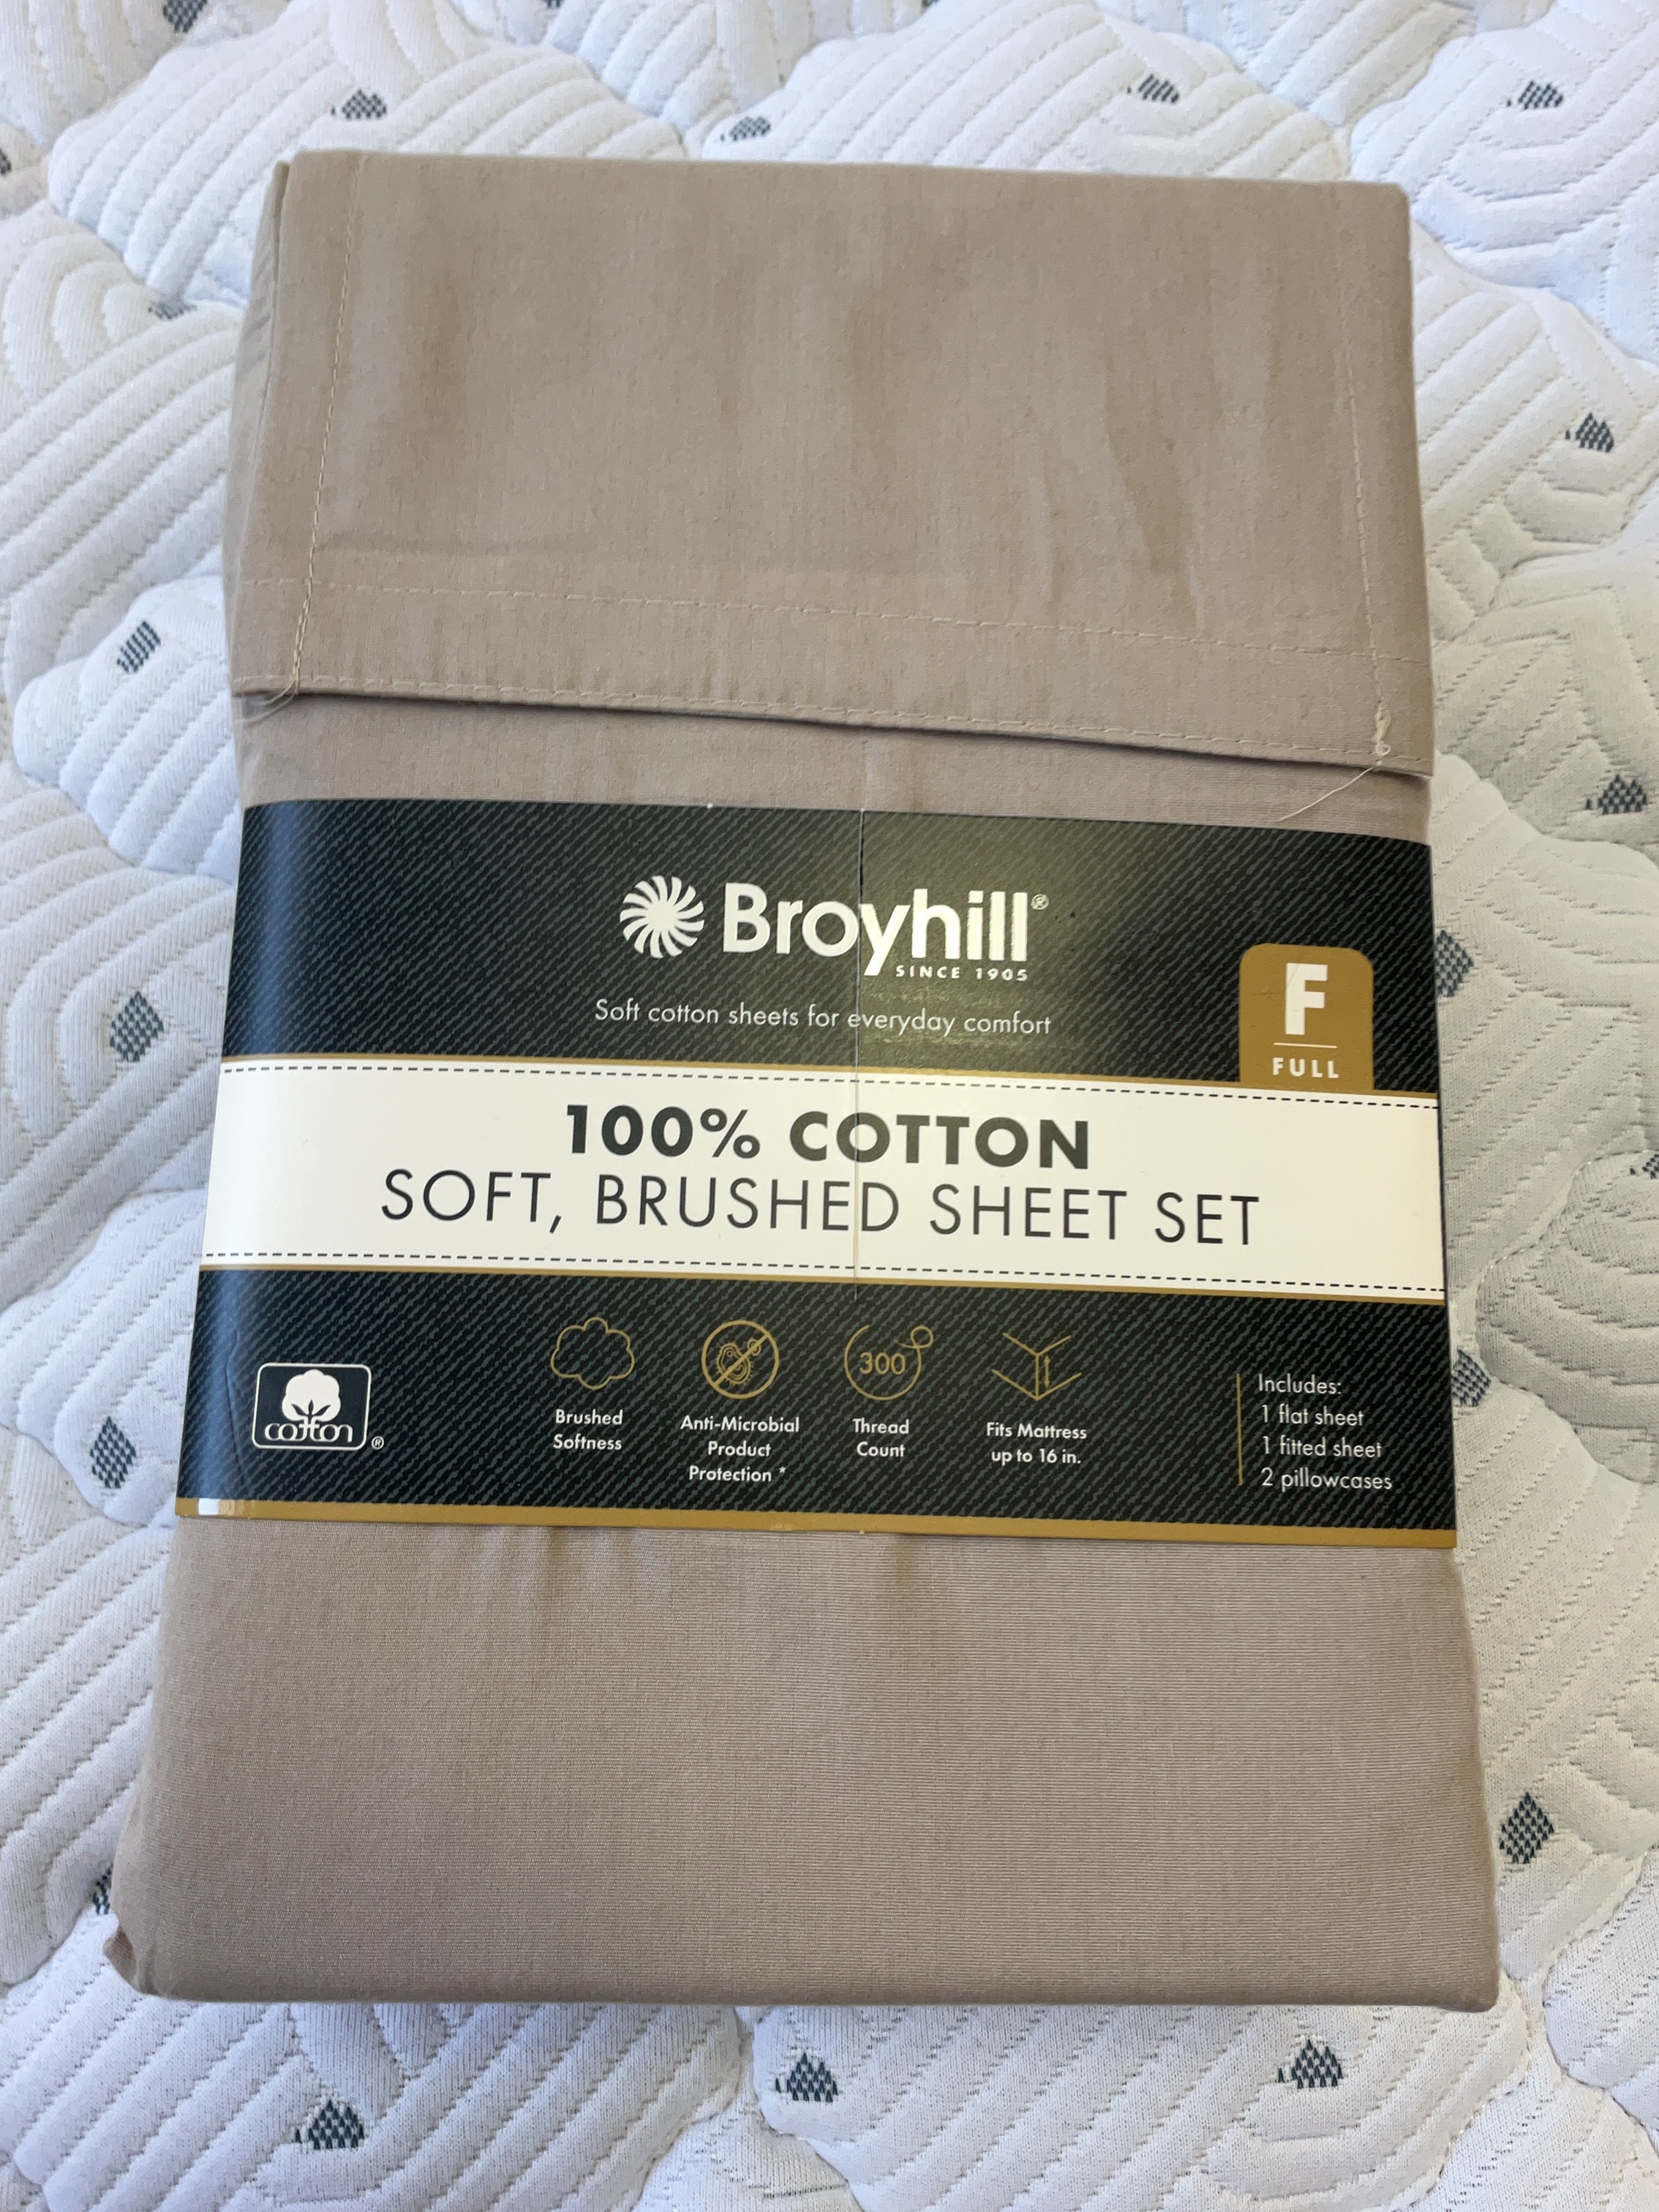 Broyhill®
SINCE 1905
Soft cotton sheets for everyday comfort
F
FULL
100% COTTON
SOFT, BRUSHED SHEET SET
cotton®
Brushed
Softness
Anti-Microbial
Product
Protection *
300
Thread
Count
Fits Mattress
up to 16 in.
Includes:
1 flat sheet
1 fitted sheet
2 pillowcases